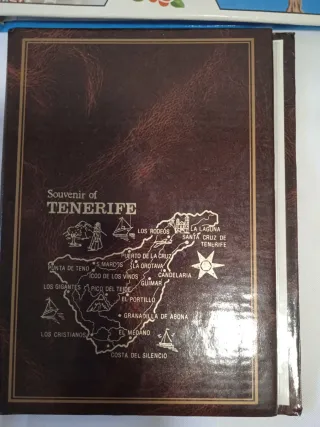 Souvenir of
TENERIFE
LOS RODEOS
LA LAGUNA
SANTA CRUZ DE
TENERIFE
PUERTO DE LA CRUZ
PUNTA DE TENO
S. MARCOS
LA OROTAVA
ICOD DE LOS VINOS
CANDELARIA
GUIMAR
LOS GIGANTES
PICO DEL TEIDE
EL PORTILLO
GRANADILLA DE ABONA
LOS CRISTIANOS
EL MEDANO
COSTA DEL SILENCIO